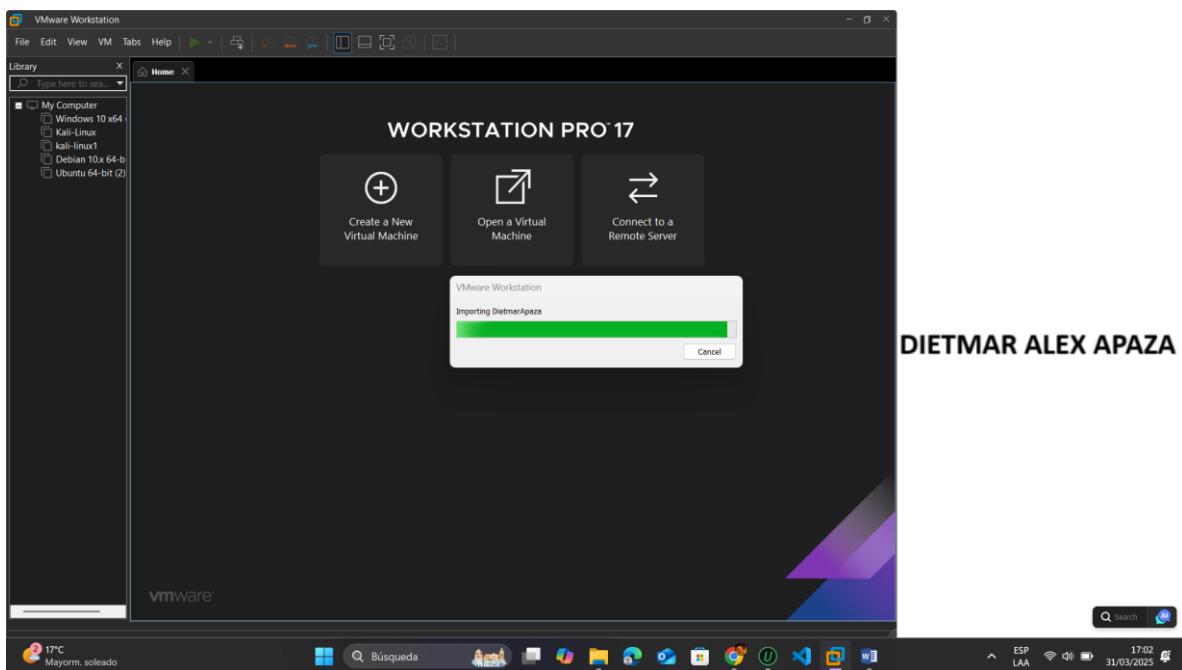 VMware Workstation
File Edit View VM Tabs Help
Library X
Home X
Type here to sea...
My Computer
Windows 10 x64
Kali-Linux
kali-linux1
Debian 10.x 64-b
Ubuntu 64-bit (2)
WORKSTATION PRO™ 17
Create a New
Virtual Machine
Open a Virtual
Machine
Connect to a
Remote Server
VMware Workstation
Importing DietmarApaza
Cancel
DIETMAR ALEX APAZA
vmware
Search
AI
2
17°C
Mayorm. soleado
Búsqueda
ESP
LAA
17:02
31/03/2025